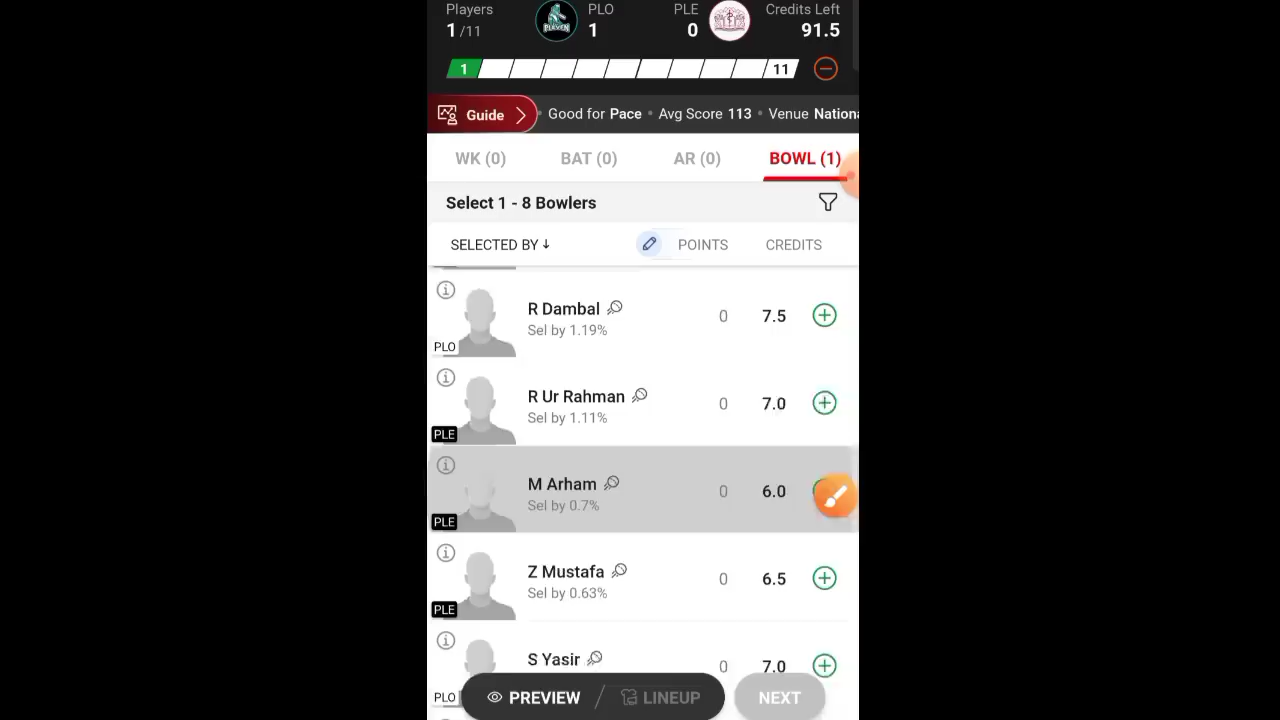 Players
1 /11
PLO
1
PLE
0
Credits Left
91.5
1
11
Guide
Good for Pace • Avg Score 113 • Venue Nationa
WK (0) BAT (0) AR (0) BOWL (1)
Select 1 - 8 Bowlers
SELECTED BY↓ POINTS CREDITS
R Dambal
Sel by 1.19%
0 7.5
PLO
R Ur Rahman
Sel by 1.11%
0 7.0
PLE
M Arham
Sel by 0.7%
0 6.0
PLE
Z Mustafa
Sel by 0.63%
0 6.5
PLE
S Yasir
0 7.0
PLO
PREVIEW / LINEUP NEXT